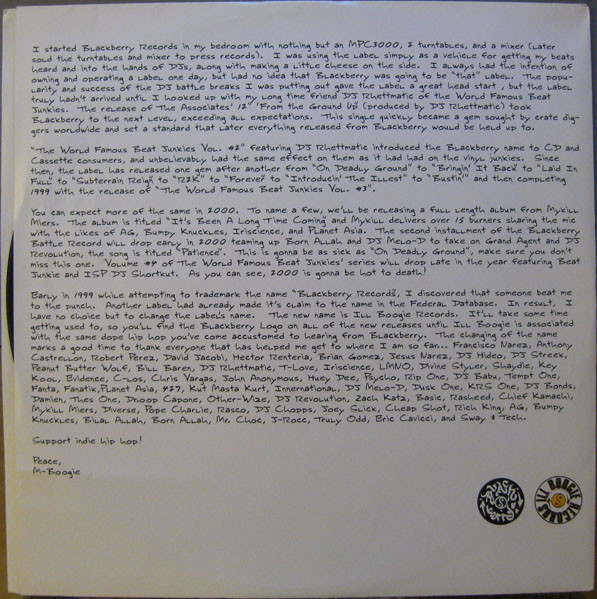 I started Blackberry Records in my bedroom with nothing but an MPC3000, 2 turntables, and a mixer (later
sold the turntables and mixer to press records). I was using the label simply as a vehicle for getting my beats
heard and into the hands of DJs, along with making a little cheese on the side. I always had the intention of
owning and operating a label one day, but had no idea that Blackberry was going to be "that" label. The popu-
larity and success of the DJ battle breaks I was putting out gave the label a great head start, but the label
truly hadn't arrived until I hooked up with my long time friend DJ Rhettmatic of the World Famous Beat
Junkies. The release of The Associates' 12" 'From the Ground Up' (produced by DJ Rhettmatic) took
Blackberry to the next level, exceeding all expectations. This single quickly became a gem sought by crate dig-
gers worldwide and set a standard that later everything released from Blackberry would be held up to.
"The World Famous Beat Junkies Vol. #2" featuring DJ Rhettmatic introduced the Blackberry name to CD and
Cassette consumers, and unbelievably had the same effect on them as it had had on the vinyl junkies. Since
then, the label has released one gem after another from "On Deadly Ground" to "Bringin' It Back" to "Laid In
Full" to "Subterrain Reign" to "R2K" to "Forever" to "Introducin' The Illest" to "Bustin'" and then completing
1999 with the release of "The World Famous Beat Junkies Vol. #3".
You can expect more of the same in 2000. To name a few, we'll be releasing a full length album from Mykill
Miers. The album is titled "It's Been A Long Time Coming" and Mykill delivers over 15 burners sharing the mic
with the likes of AG, Bumpy Knuckles, Iriscience, and Planet Asia. The second installment of the Blackberry
Battle Record will drop early in 2000 teaming up Born Allah and DJ Melo-D to take on Grand Agent and DJ
Revolution, the song is titled "Patience". This is gonna be as sick as "On Deadly Ground", make sure you don't
miss this one. Volume #4 of The World Famous Beat Junkies' series will drop late in the year featuring Beat
Junkie and ISP DJ Shortkut. As you can see, 2000 is gonna be hot to death!
Early in 1999 while attempting to trademark the name "Blackberry Records", I discovered that someone beat me
to the punch. Another label had already made it's claim to the name in the Federal Database. In result, I
have no choice but to change the label's name. The new name is Ill Boogie Records. It'll take some time
getting used to, so you'll find the Blackberry Logo on all of the new releases until Ill Boogie is associated
with the same dope hip hop you've come accustomed to hearing from Blackberry. The changing of the name
marks a good time to thank everyone that has helped me get to where I am so far... Francisco Narez, Anthony
Castrellon, Robert Perez, David Jacobi, Hector Renteria, Brian Gomez, Jesus Narez, DJ Hideo, DJ Streek,
Peanut Butter Wolf, Bill Baren, DJ Rhettmatic, T-Love, Iriscience, LMNO, Divine Styler, Shaydie, Key
Kool, Evidence, C-Los, Chris Vargas, John Anonymous, Huey Dee, Psycho, Rip One, DJ Babu, Tempt One,
Fanta, Fanatik, Planet Asia, #27, Kut Masta Kurt, Innernational, DJ Melo-D, Dusk One, KRS One, DJ Bonds,
Damien, Thes One, Droop Capone, Other-Wize, DJ Revolution, Zach Katz, Basic, Rasheed, Chief Kamachi,
Mykill Miers, Diverse, Pope Charlie, Rasco, DJ Chopps, Joey Slick, Cheap Shot, Rich King, AG, Bumpy
Knuckles, Bilal Allah, Born Allah, Mr. Choc, J-Rocc, Truly Odd, Eric Cavicci, and Sway & Tech.
Support indie hip hop!
Peace,
M-Boogie
ILL BOOGIE
RECORDS